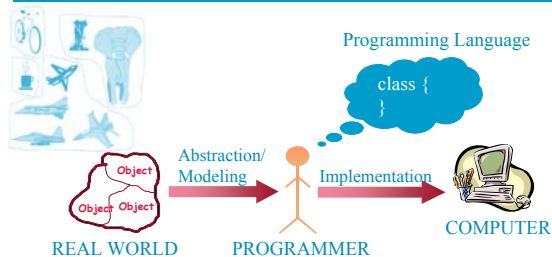 Programming Language
class {
}
Object
Object Object
Abstraction/
Modeling
Implementation
REAL WORLD
PROGRAMMER
COMPUTER